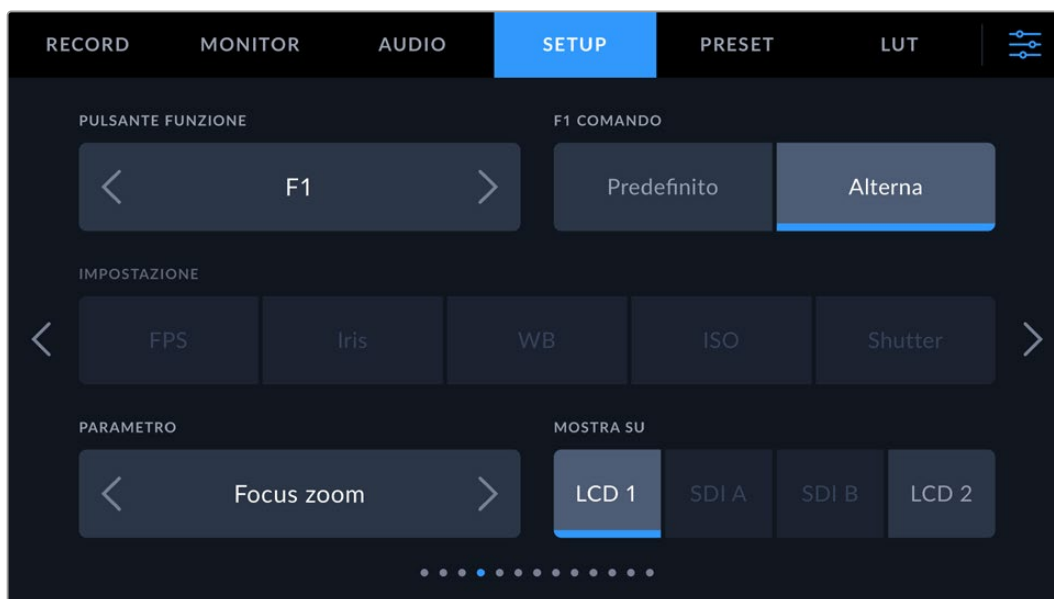 RECORD MONITOR AUDIO SETUP PRESET LUT
PULSANTE FUNZIONE F1 COMANDO
F1 Predefinito Alterna
IMPOSTAZIONE
FPS Iris WB ISO Shutter
PARAMETRO MOSTRA SU
Focus zoom LCD 1 SDI A SDI B LCD 2